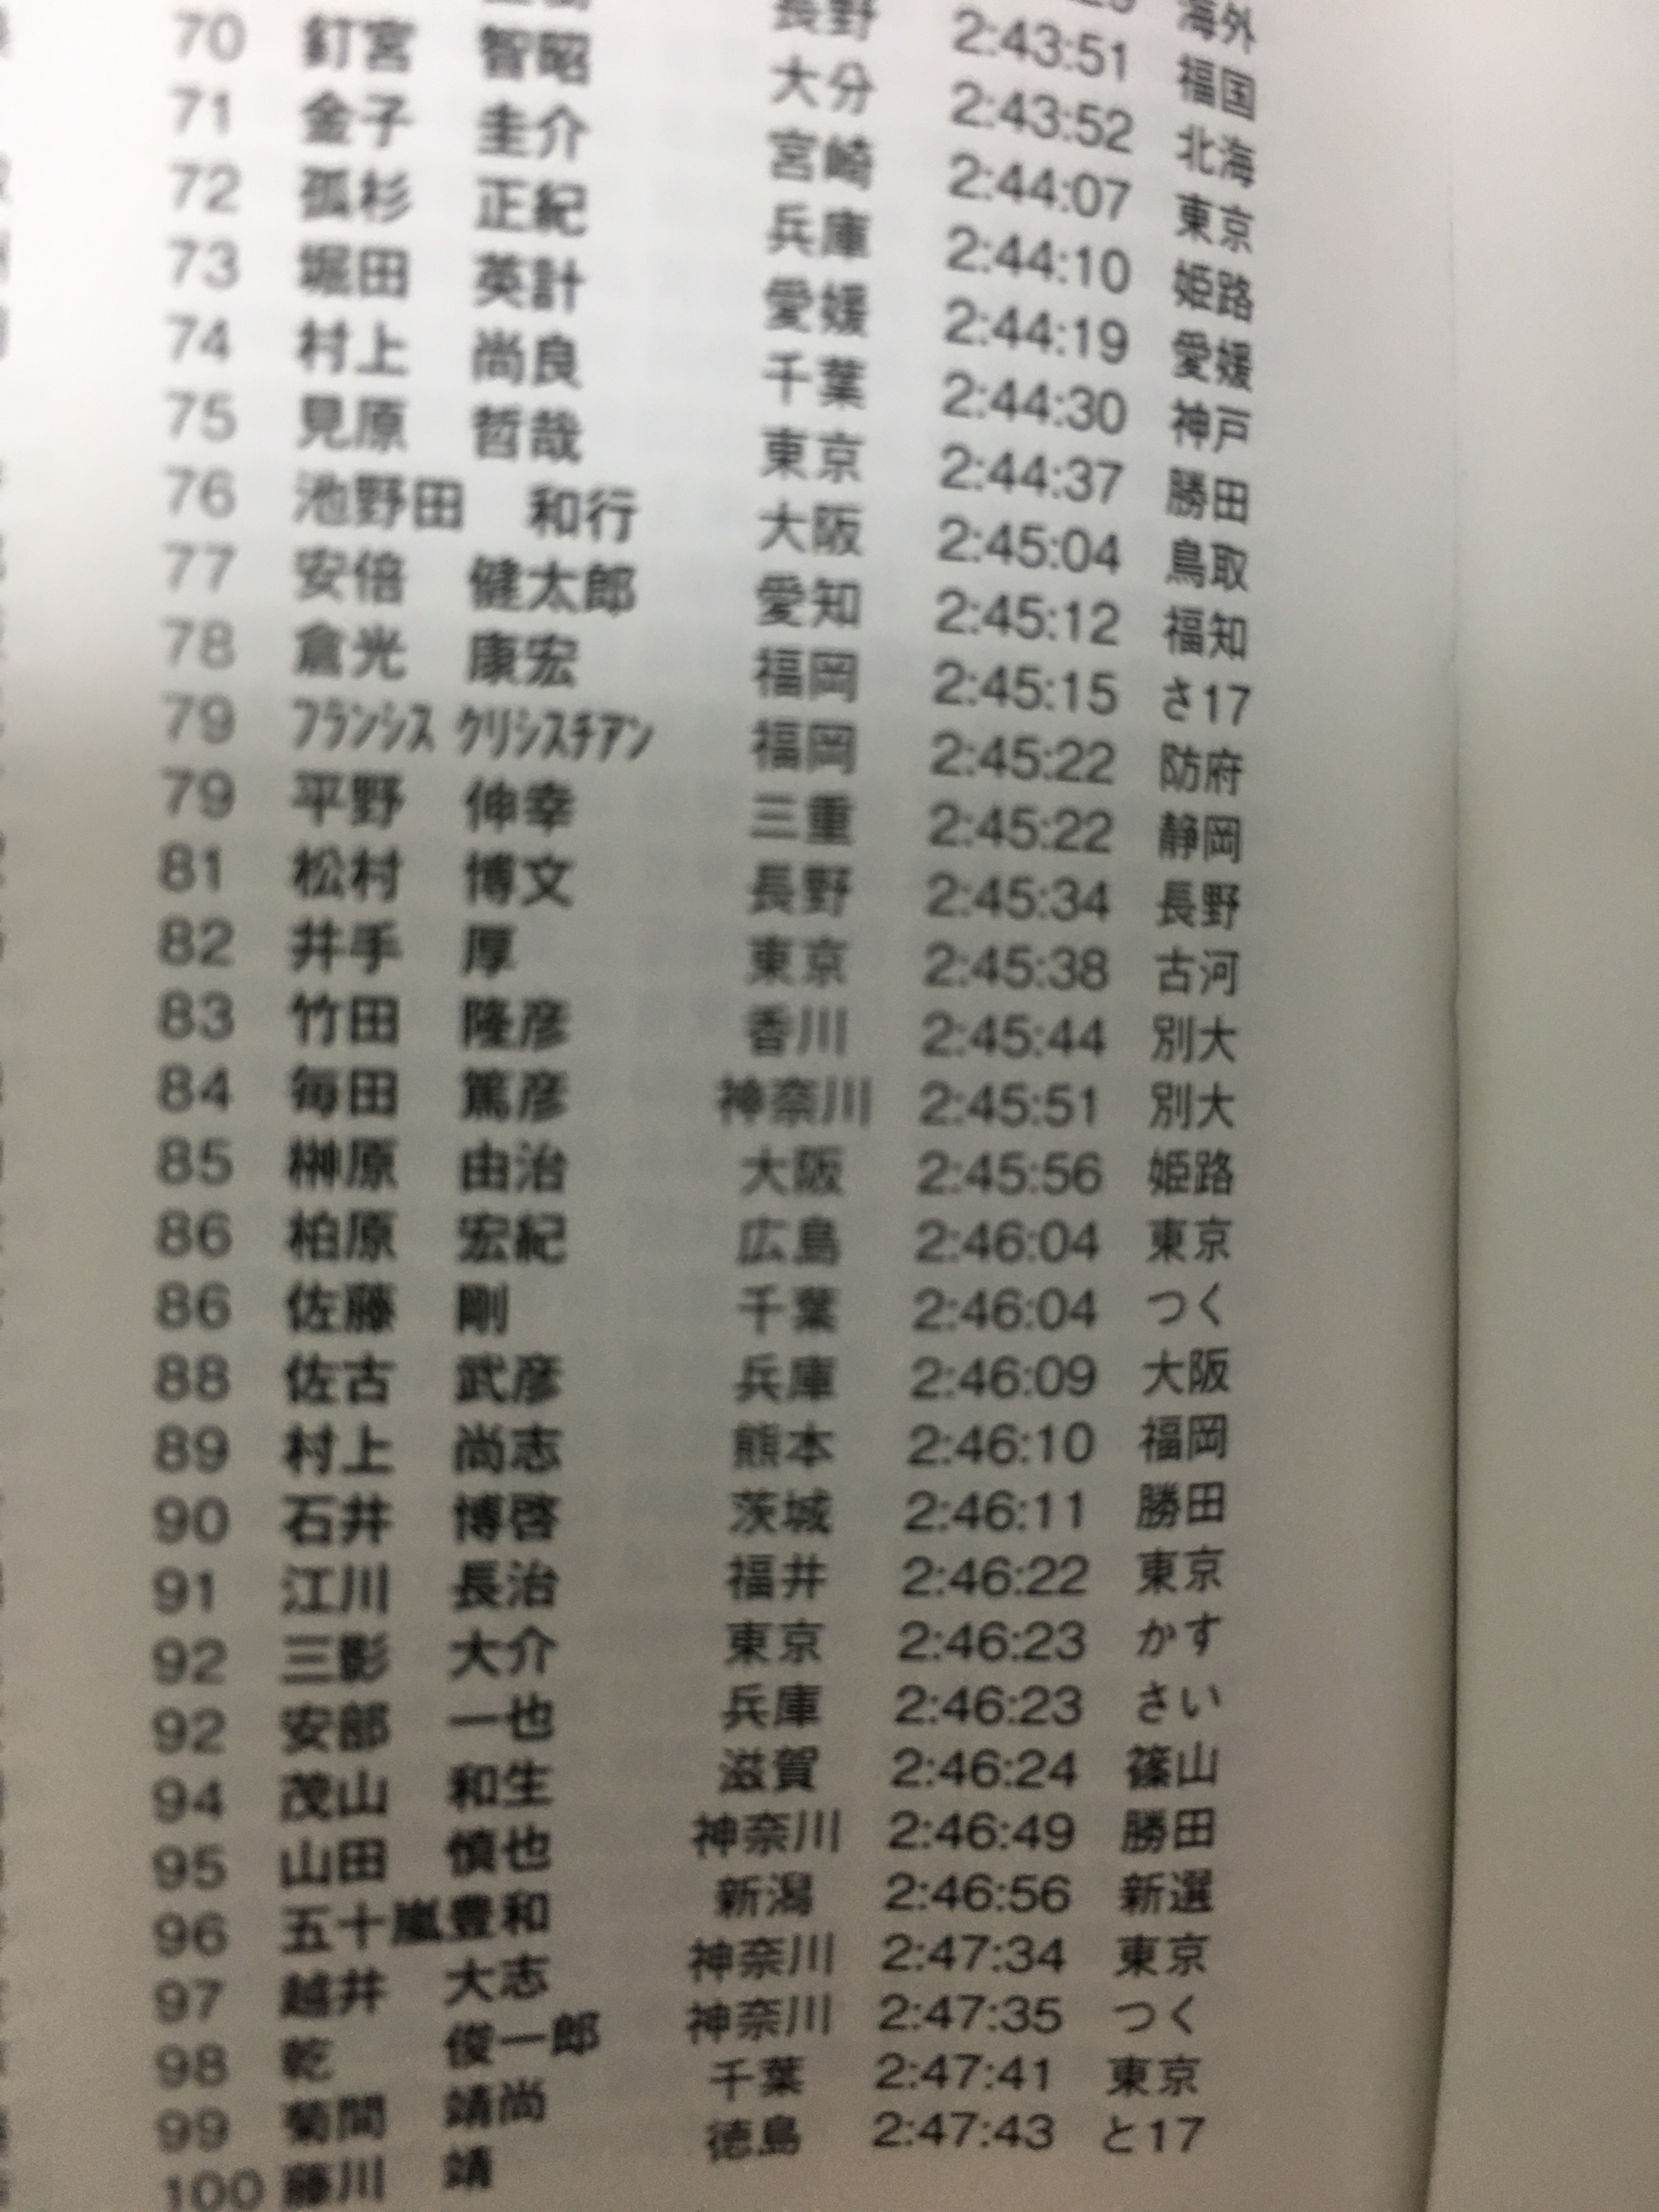 海外
長野 2:43:51 福国
70 釘宮 智昭 大分 2:43:52 北海
71 金子 圭介 宮崎 2:44:07 東京
72 孤杉 正紀 兵庫 2:44:10 姫路
73 堀田 英計 愛媛 2:44:19 愛媛
74 村上 尚良 千葉 2:44:30 神戸
75 見原 哲哉 東京 2:44:37 勝田
76 池野田 和行 大阪 2:45:04 鳥取
77 安倍 健太郎 愛知 2:45:12 福知
78 倉光 康宏 福岡 2:45:15 さ17
79 フランシス クリシスチアン 福岡 2:45:22 防府
79 平野 伸幸 三重 2:45:22 静岡
81 松村 博文 長野 2:45:34 長野
82 井手 厚 東京 2:45:38 古河
83 竹田 隆彦 香川 2:45:44 別大
84 毎田 篤彦 神奈川 2:45:51 別大
85 榊原 由治 大阪 2:45:56 姫路
86 柏原 宏紀 広島 2:46:04 東京
86 佐藤 剛 千葉 2:46:04 つく
88 佐古 武彦 兵庫 2:46:09 大阪
89 村上 尚志 熊本 2:46:10 福岡
90 石井 博啓 茨城 2:46:11 勝田
91 江川 長治 福井 2:46:22 東京
92 三影 大介 東京 2:46:23 かす
92 安部 一也 兵庫 2:46:23 さい
94 茂山 和生 滋賀 2:46:24 篠山
95 山田 慎也 神奈川 2:46:49 勝田
96 五十嵐豊和 新潟 2:46:56 新選
97 越井 大志 神奈川 2:47:34 東京
98 乾 俊一郎 神奈川 2:47:35 つく
99 菊間 靖尚 千葉 2:47:41 東京
100 藤川 靖 徳島 2:47:43 と17